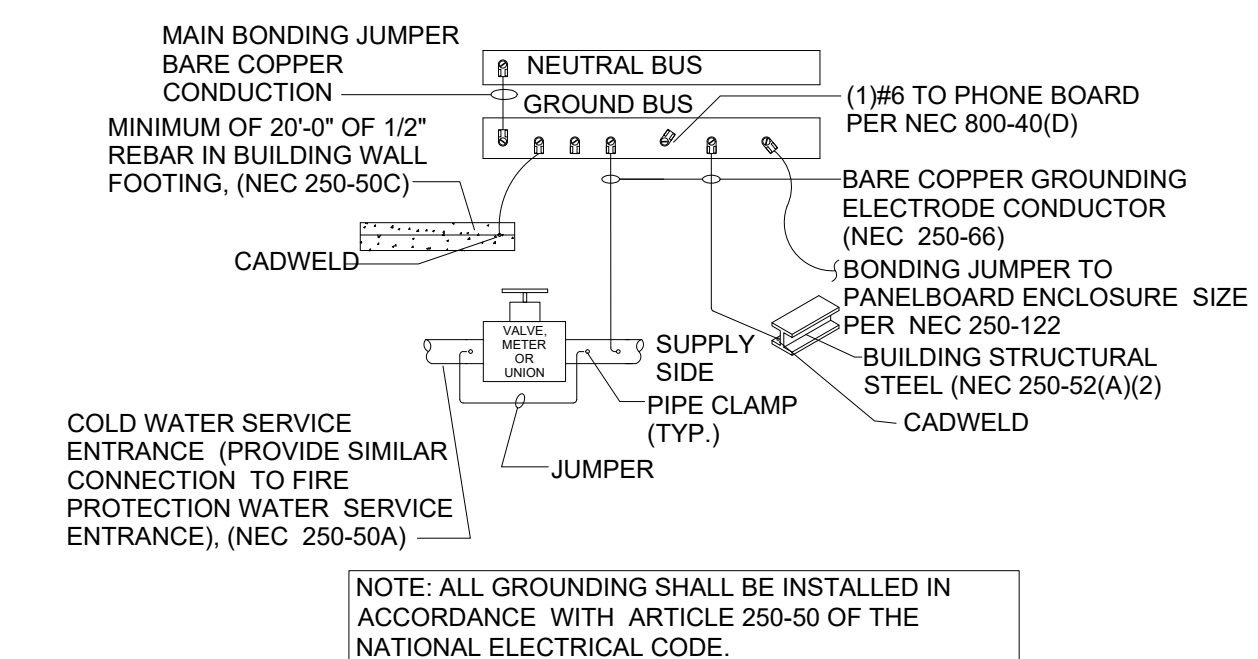 MAIN BONDING JUMPER
BARE COPPER
CONDUCTION
NEUTRAL BUS
GROUND BUS
(1)#6 TO PHONE BOARD
PER NEC 800-40(D)
MINIMUM OF 20'-0" OF 1/2"
REBAR IN BUILDING WALL
FOOTING, (NEC 250-50C)
BARE COPPER GROUNDING
ELECTRODE CONDUCTOR
(NEC 250-66)
CADWELD
BONDING JUMPER TO
PANELBOARD ENCLOSURE SIZE
PER NEC 250-122
VALVE,
METER
OR
UNION
SUPPLY
SIDE
BUILDING STRUCTURAL
STEEL (NEC 250-52(A)(2)
PIPE CLAMP
(TYP.)
CADWELD
COLD WATER SERVICE
ENTRANCE (PROVIDE SIMILAR
CONNECTION TO FIRE
PROTECTION WATER SERVICE
ENTRANCE), (NEC 250-50A)
JUMPER
NOTE: ALL GROUNDING SHALL BE INSTALLED IN
ACCORDANCE WITH ARTICLE 250-50 OF THE
NATIONAL ELECTRICAL CODE.